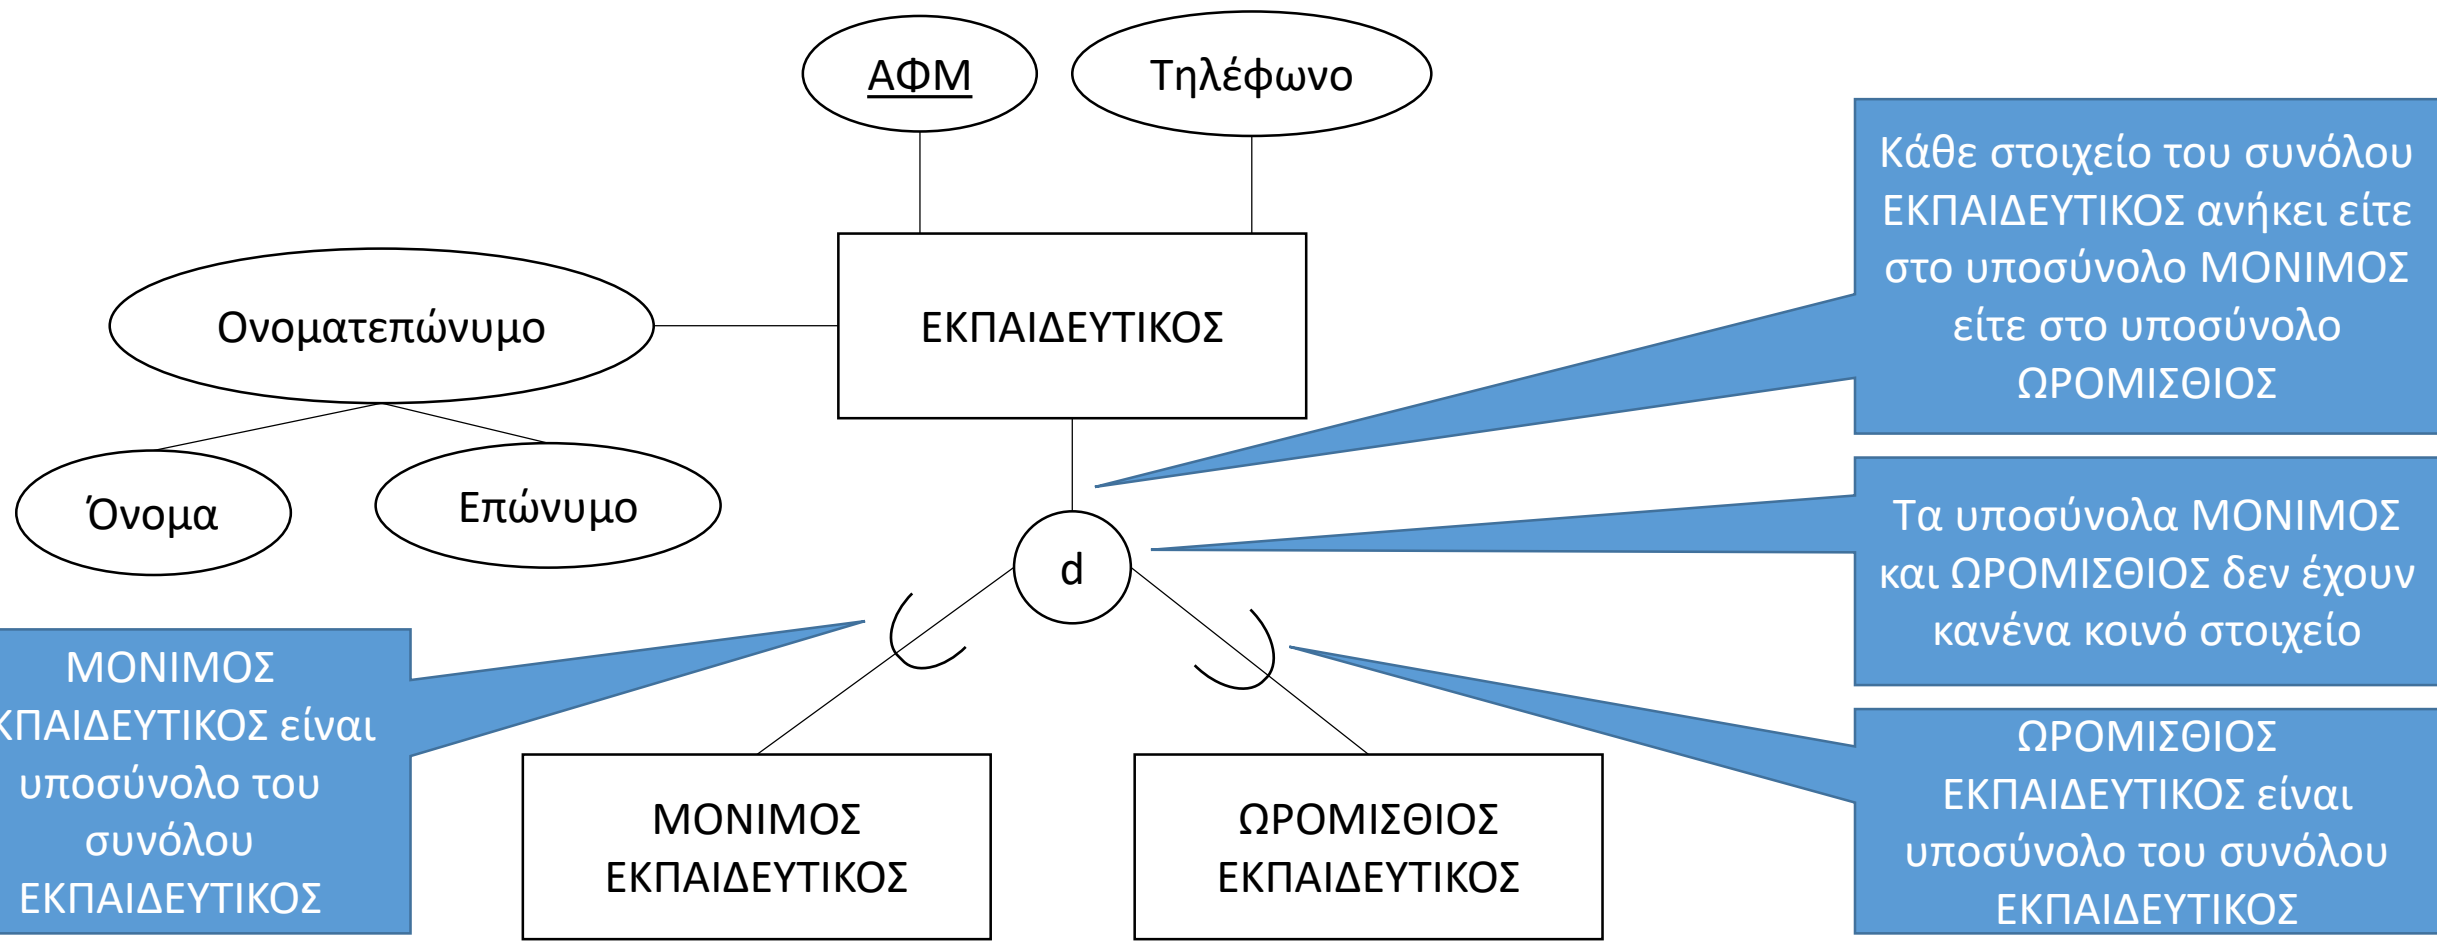 ΑΦΜ
Τηλέφωνο
Κάθε στοιχείο του συνόλου
ΕΚΠΑΙΔΕΥΤΙΚΟΣ ανήκει είτε
στο υποσύνολο ΜΟΝΙΜΟΣ
είτε στο υποσύνολο
ΩΡΟΜΙΣΘΙΟΣ
Ονοματεπώνυμο
ΕΚΠΑΙΔΕΥΤΙΚΟΣ
Όνομα
Επώνυμο
d
Τα υποσύνολα ΜΟΝΙΜΟΣ
και ΩΡΟΜΙΣΘΙΟΣ δεν έχουν
κανένα κοινό στοιχείο
ΜΟΝΙΜΟΣ
ΚΠΑΙΔΕΥΤΙΚΟΣ είναι
υποσύνολο του
συνόλου
ΕΚΠΑΙΔΕΥΤΙΚΟΣ
ΜΟΝΙΜΟΣ
ΕΚΠΑΙΔΕΥΤΙΚΟΣ
ΩΡΟΜΙΣΘΙΟΣ
ΕΚΠΑΙΔΕΥΤΙΚΟΣ
ΩΡΟΜΙΣΘΙΟΣ
ΕΚΠΑΙΔΕΥΤΙΚΟΣ είναι
υποσύνολο του συνόλου
ΕΚΠΑΙΔΕΥΤΙΚΟΣ